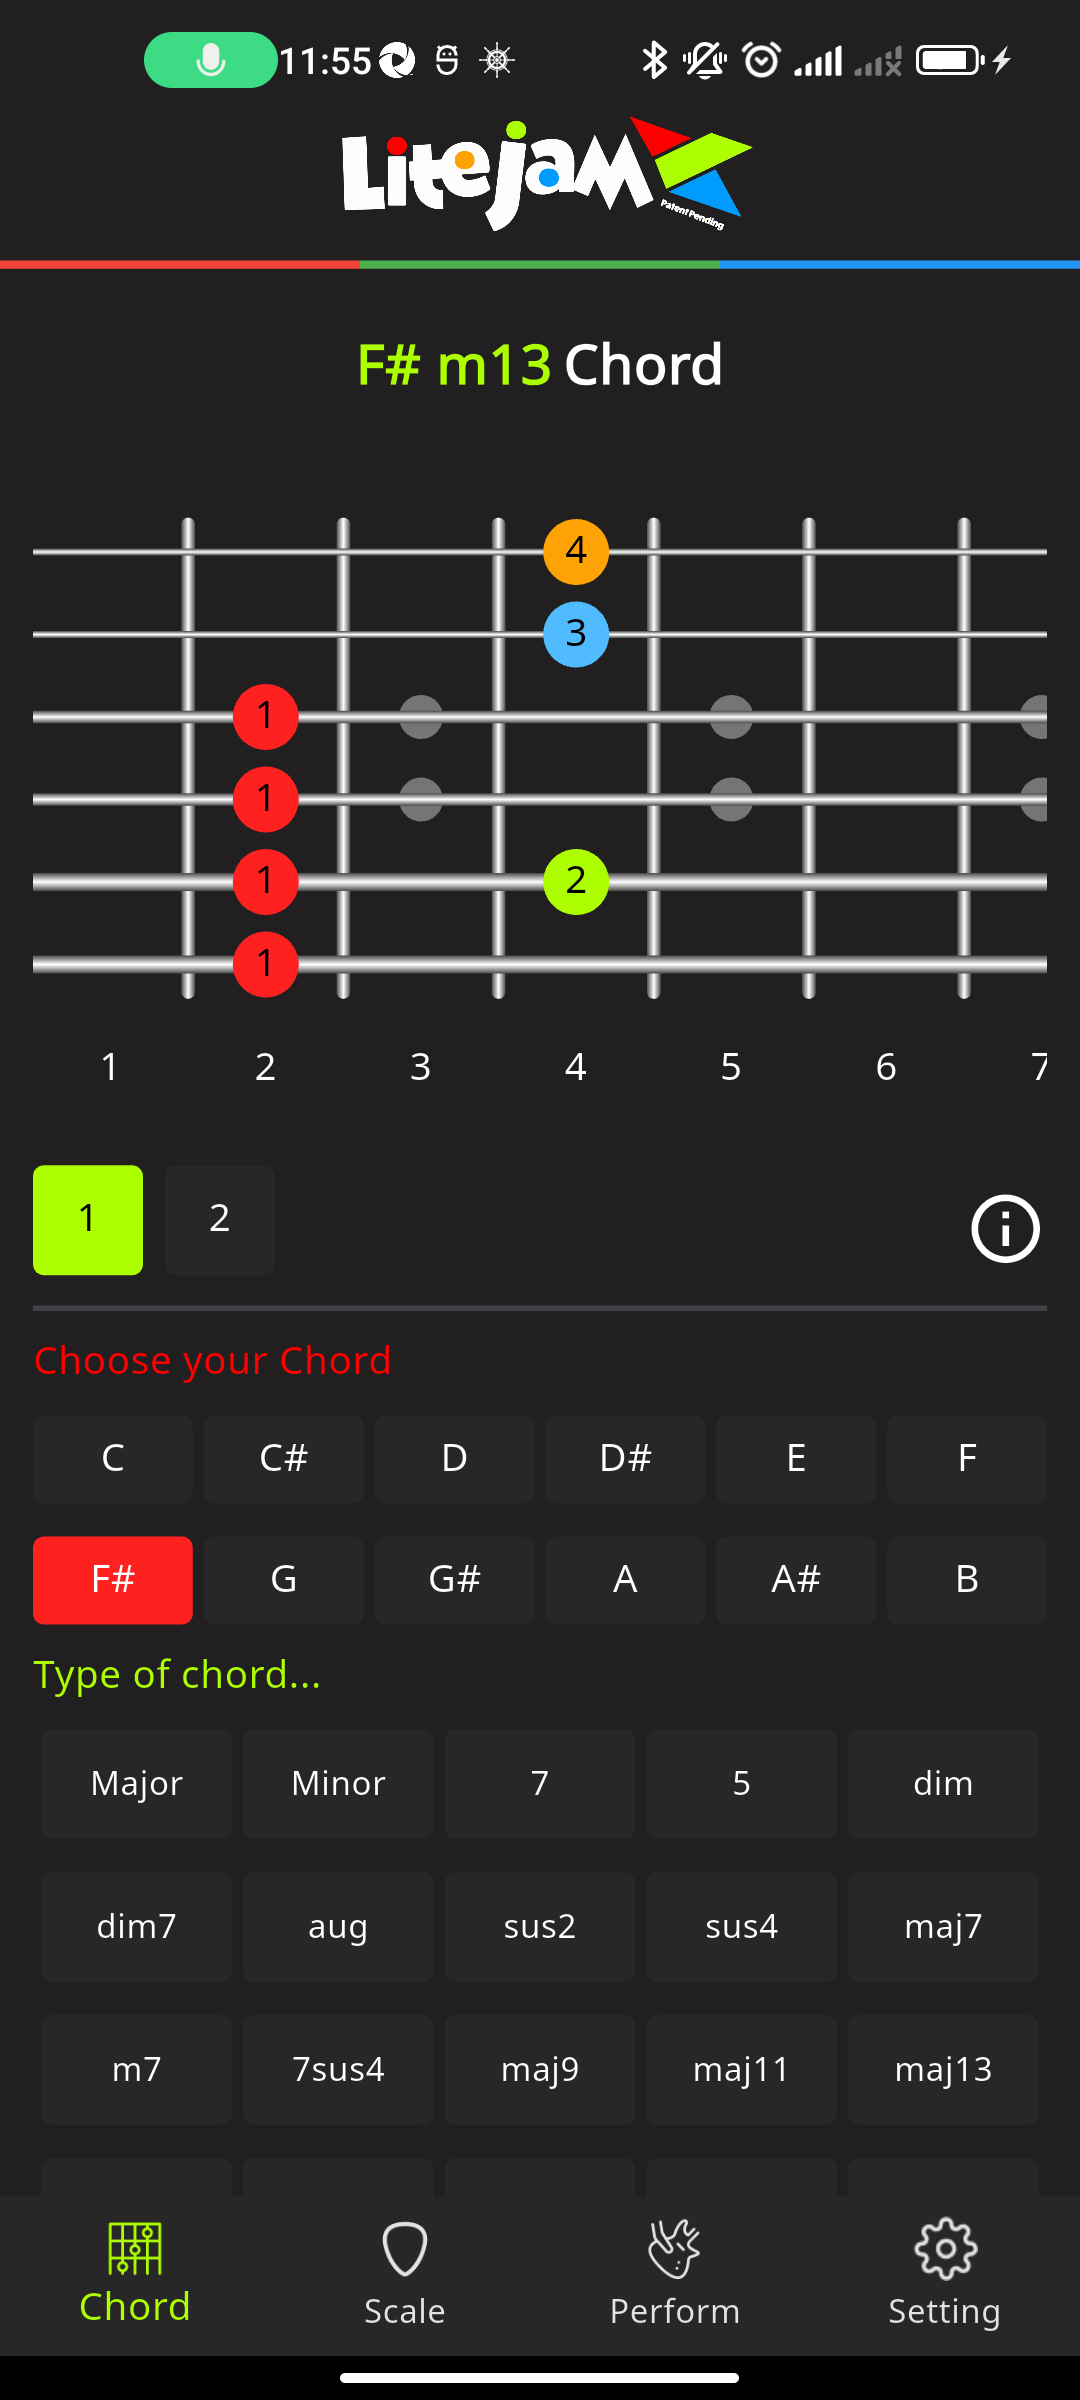 11:55
Litejam
Patent Pending
F# m13 Chord
4
3
1
1
1 2
1
1 2 3 4 5 6 7
1 2
Choose your Chord
C C# D D# E F
F# G G# A A# B
Type of chord...
Major Minor 7 5 dim
dim7 aug sus2 sus4 maj7
m7 7sus4 maj9 maj11 maj13
Chord Scale Perform Setting